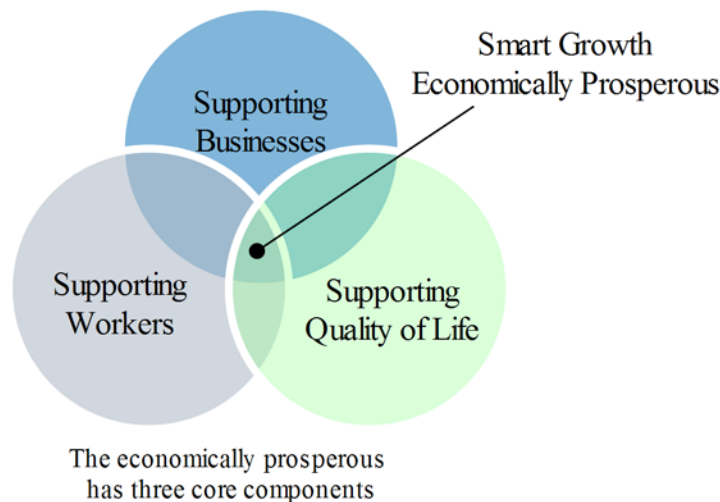 Smart Growth
Economically Prosperous
Supporting
Businesses
Supporting
Workers
Supporting
Quality of Life
The economically prosperous
has three core components